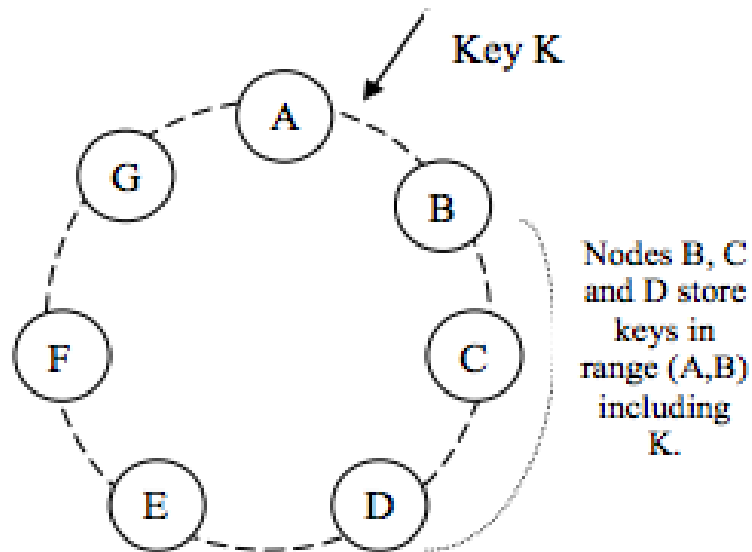 Key K
A
G
B
Nodes B, C
and D store
keys in
range (A,B)
including
K.
F
C
E
D